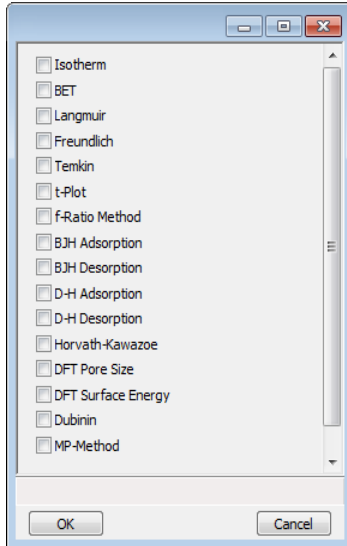 Isotherm
BET
Langmuir
Freundlich
Temkin
t-Plot
f-Ratio Method
BJH Adsorption
BJH Desorption
D-H Adsorption
D-H Desorption
Horvath-Kawazoe
DFT Pore Size
DFT Surface Energy
Dubinin
MP-Method
OK Cancel